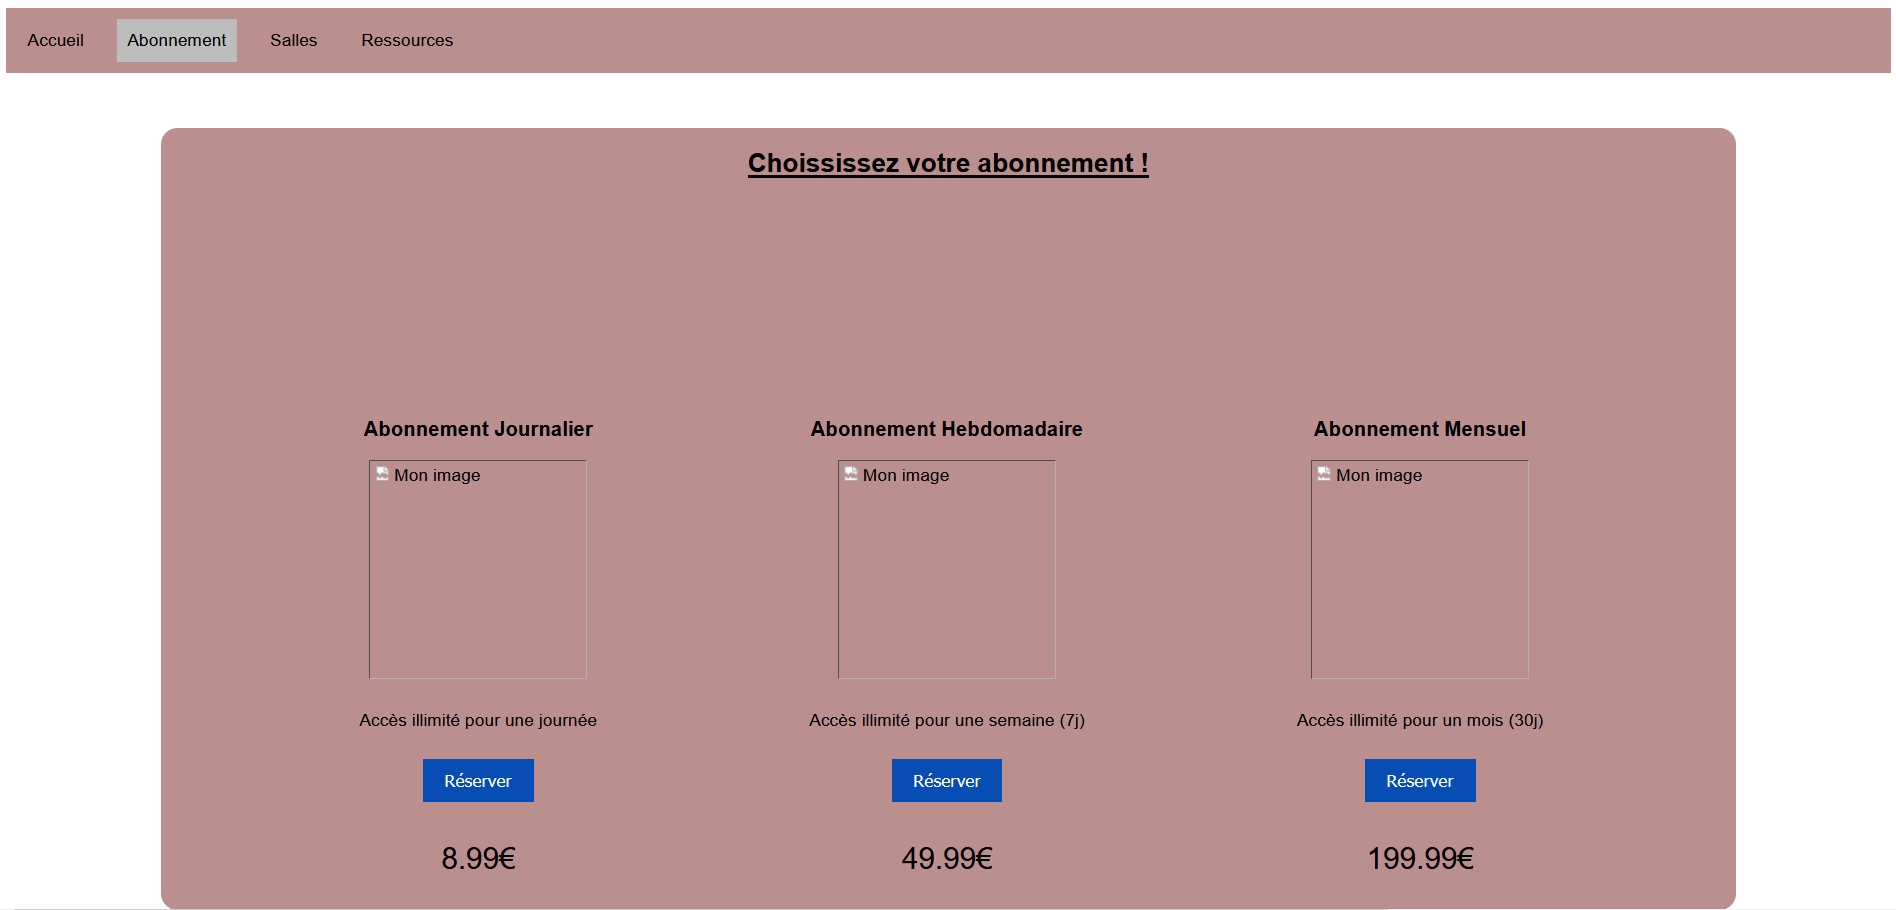 Accueil Abonnement Salles Ressources
Choississez votre abonnement !
Abonnement Journalier Abonnement Hebdomadaire Abonnement Mensuel
Mon image Mon image Mon image
Accès illimité pour une journée Accès illimité pour une semaine (7j) Accès illimité pour un mois (30j)
Réserver Réserver Réserver
8.99€ 49.99€ 199.99€